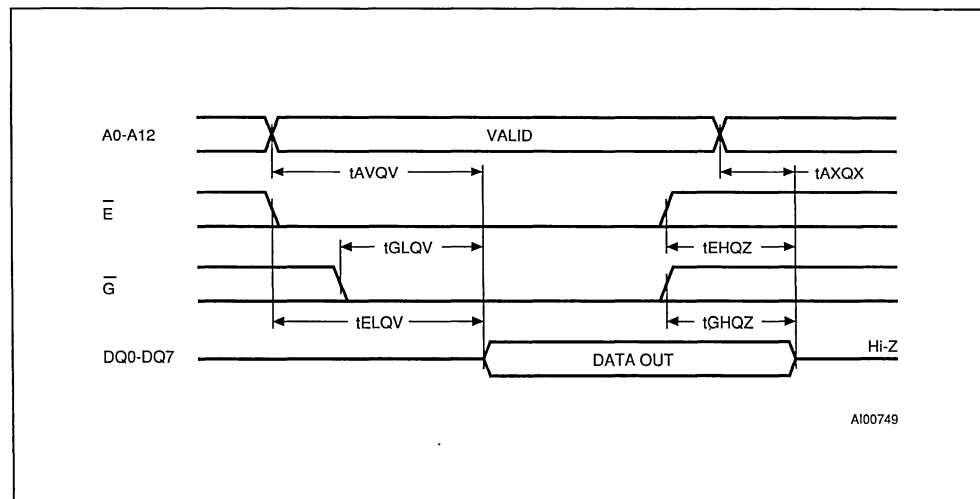 A0-A12
VALID
tAVQV
tAXQX
E
tGLQV
tEHQZ
G
tELQV
tGHQZ
DQ0-DQ7
DATA OUT
Hi-Z
AI00749